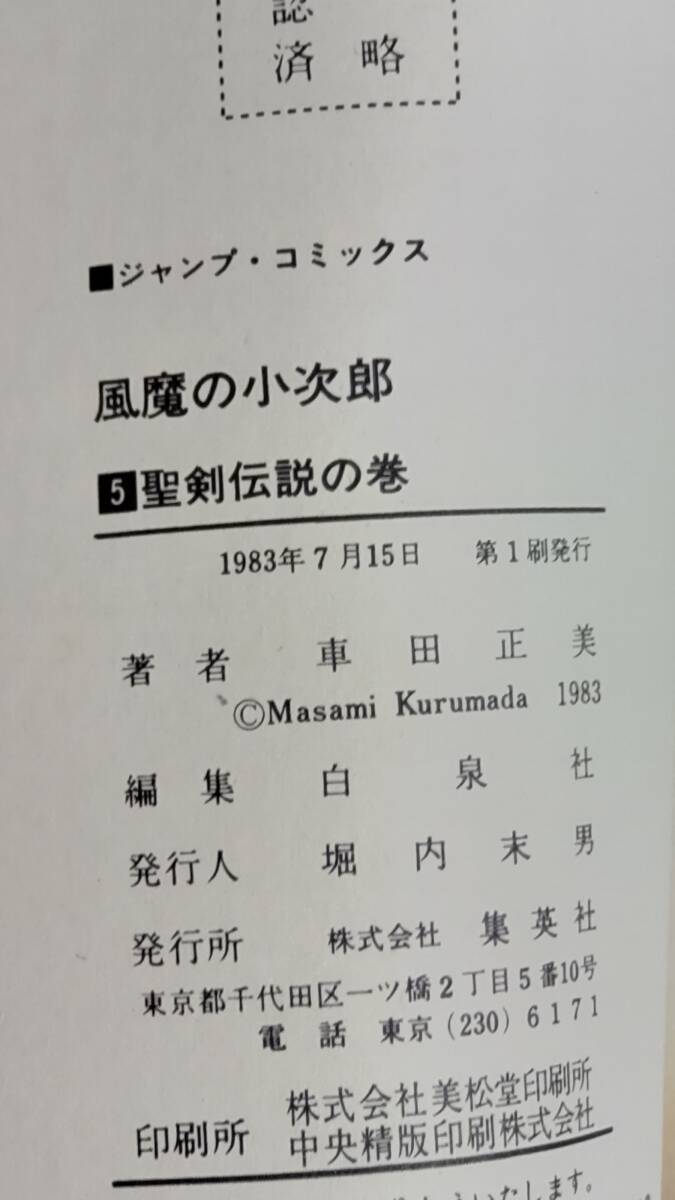 認
済 略
■ジャンプ・コミックス
風魔の小次郎
5聖剣伝説の巻
1983年7月15日 第1刷発行
著者 車田正美
©Masami Kurumada 1983
編集 白泉社
発行人 堀内末男
発行所 株式会社 集英社
東京都千代田区一ツ橋2丁目5番10号
電話 東京(230)6171
印刷所 株式会社美松堂印刷所
中央精版印刷株式会社
いたします。